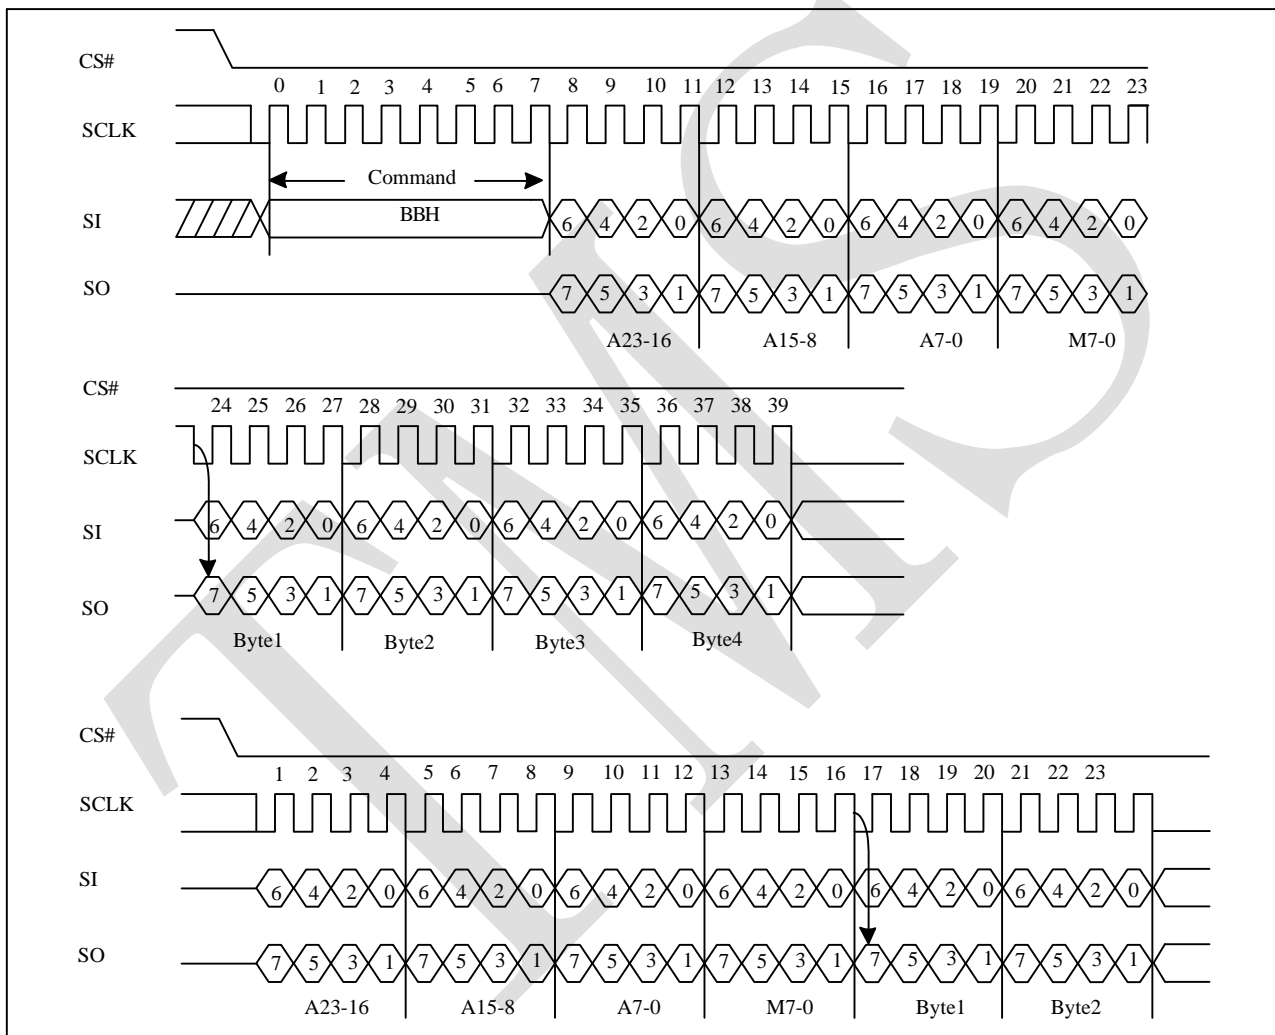 CS#
0 1 2 3 4 5 6 7 8 9 10 11 12 13 14 15 16 17 18 19 20 21 22 23
SCLK
Command
SI BBH 6 4 2 0 6 4 2 0 6 4 2 0 6 4 2 0
SO 7 5 3 1 7 5 3 1 7 5 3 1 7 5 3 1
A23-16 A15-8 A7-0 M7-0
CS#
24 25 26 27 28 29 30 31 32 33 34 35 36 37 38 39
SCLK
SI 6 4 2 0 6 4 2 0 6 4 2 0 6 4 2 0
SO 7 5 3 1 7 5 3 1 7 5 3 1 7 5 3 1
Byte1 Byte2 Byte3 Byte4
CS#
1 2 3 4 5 6 7 8 9 10 11 12 13 14 15 16 17 18 19 20 21 22 23
SCLK
SI 6 4 2 0 6 4 2 0 6 4 2 0 6 4 2 0 6 4 2 0 6 4 2 0
SO 7 5 3 1 7 5 3 1 7 5 3 1 7 5 3 1 7 5 3 1 7 5 3 1
A23-16 A15-8 A7-0 M7-0 Byte1 Byte2
TMS